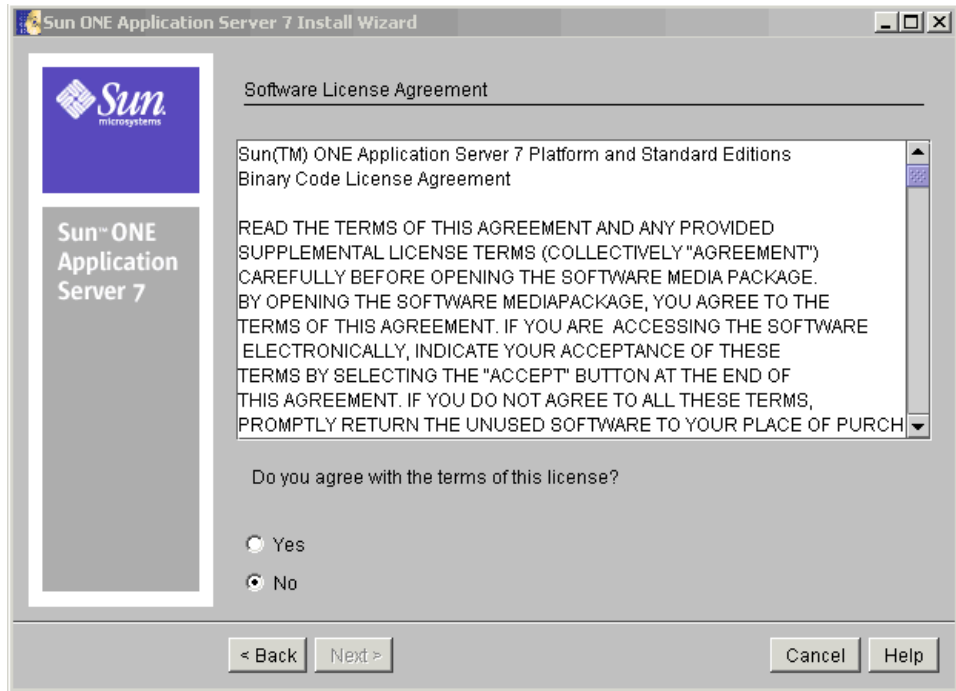 Sun ONE Application Server 7 Install Wizard
Sun
microsystems
Sun™ ONE
Application
Server 7
Software License Agreement
Sun(TM) ONE Application Server 7 Platform and Standard Editions
Binary Code License Agreement
READ THE TERMS OF THIS AGREEMENT AND ANY PROVIDED
SUPPLEMENTAL LICENSE TERMS (COLLECTIVELY "AGREEMENT")
CAREFULLY BEFORE OPENING THE SOFTWARE MEDIA PACKAGE.
BY OPENING THE SOFTWARE MEDIAPACKAGE, YOU AGREE TO THE
TERMS OF THIS AGREEMENT. IF YOU ARE  ACCESSING THE SOFTWARE
ELECTRONICALLY, INDICATE YOUR ACCEPTANCE OF THESE
TERMS BY SELECTING THE "ACCEPT" BUTTON AT THE END OF
THIS AGREEMENT. IF YOU DO NOT AGREE TO ALL THESE TERMS,
PROMPTLY RETURN THE UNUSED SOFTWARE TO YOUR PLACE OF PURCH
Do you agree with the terms of this license?
Yes
No
< Back Next > Cancel Help